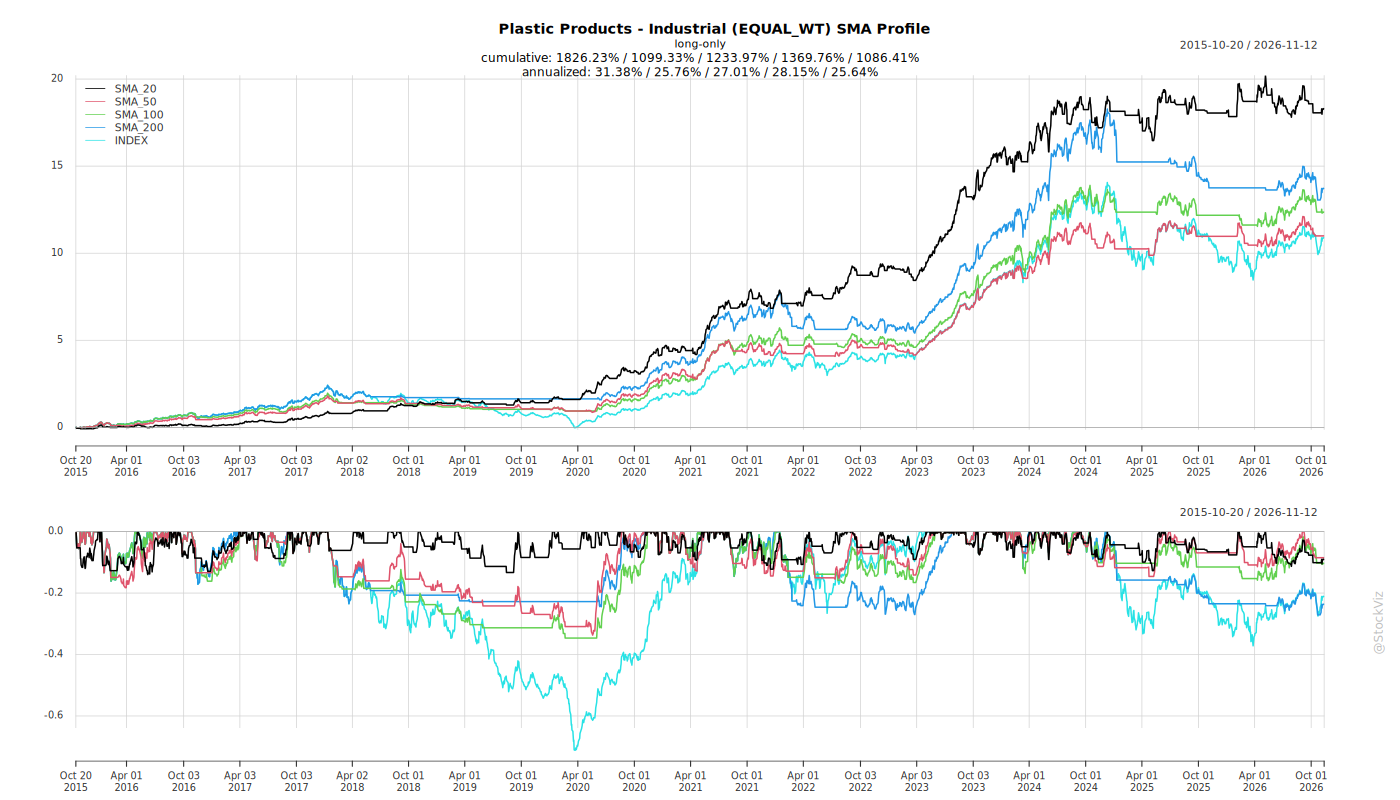 Plastic Products - Industrial (EQUAL_WT) SMA Profile
long-only
2015-10-20 / 2026-11-12
cumulative: 1826.23% / 1099.33% / 1233.97% / 1369.76% / 1086.41%
annualized: 31.38% / 25.76% / 27.01% / 28.15% / 25.64%
20
15
10
5
0
SMA_20
SMA_50
SMA_100
SMA_200
INDEX
Oct 20 Apr 01 Oct 03 Apr 03 Oct 03 Apr 02 Oct 01 Apr 01 Oct 01 Apr 01 Oct 01 Apr 01 Oct 01 Apr 01 Oct 03 Apr 03 Oct 03 Apr 01 Oct 01 Apr 01 Oct 01 Apr 01 Oct 01
2015 2016 2016 2017 2017 2018 2018 2019 2019 2020 2020 2021 2021 2022 2022 2023 2023 2024 2024 2025 2025 2026 2026
2015-10-20 / 2026-11-12
0.0
-0.2
-0.4
-0.6
Oct 20 Apr 01 Oct 03 Apr 03 Oct 03 Apr 02 Oct 01 Apr 01 Oct 01 Apr 01 Oct 01 Apr 01 Oct 01 Apr 01 Oct 03 Apr 03 Oct 03 Apr 01 Oct 01 Apr 01 Oct 01 Apr 01 Oct 01
2015 2016 2016 2017 2017 2018 2018 2019 2019 2020 2020 2021 2021 2022 2022 2023 2023 2024 2024 2025 2025 2026 2026
@StockViz